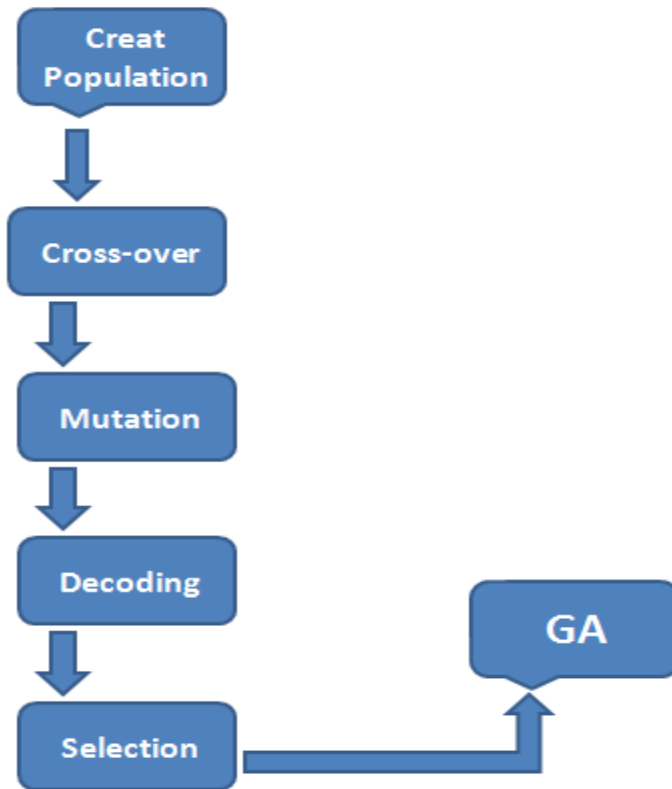 Creat
Population
Cross-over
Mutation
Decoding
GA
Selection